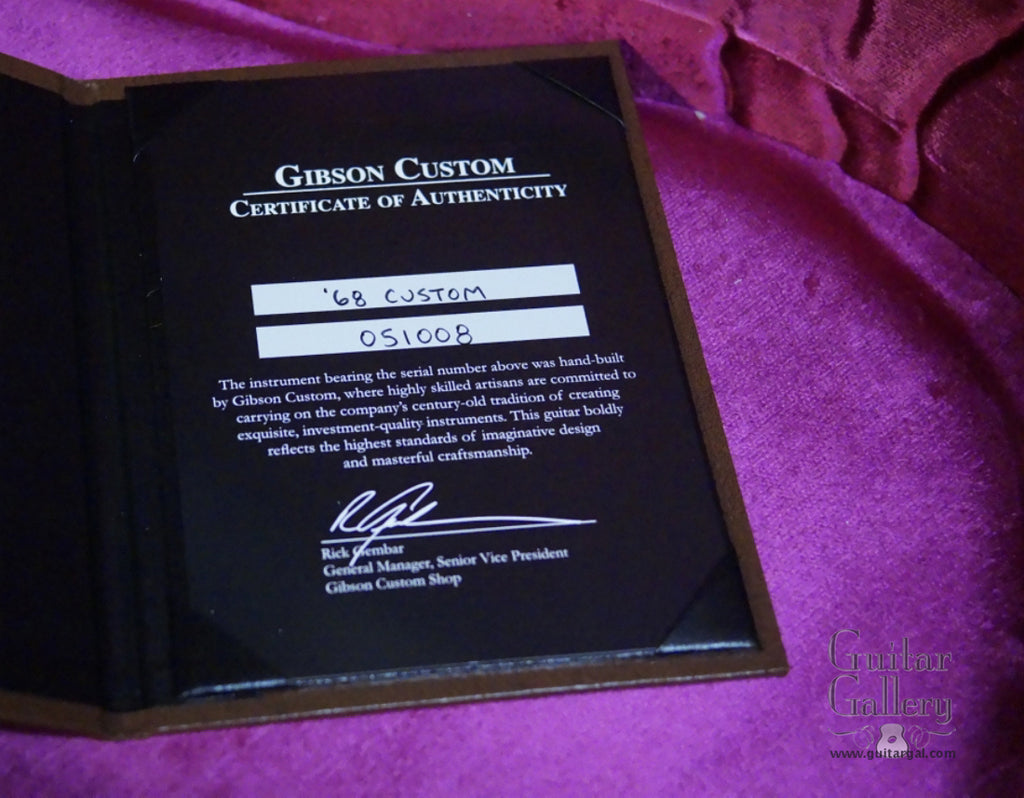 GIBSON CUSTOM
CERTIFICATE OF AUTHENTICITY
'68 CUSTOM
051008
The instrument bearing the serial number above was hand-built
by Gibson Custom, where highly skilled artisans are committed to
carrying on the company's century-old tradition of creating
exquisite, investment-quality instruments. This guitar boldly
reflects the highest standards of imaginative design
and masterful craftsmanship.
Rick Gembar
General Manager, Senior Vice President
Gibson Custom Shop
Guitar
Gallery
www.guitargal.com